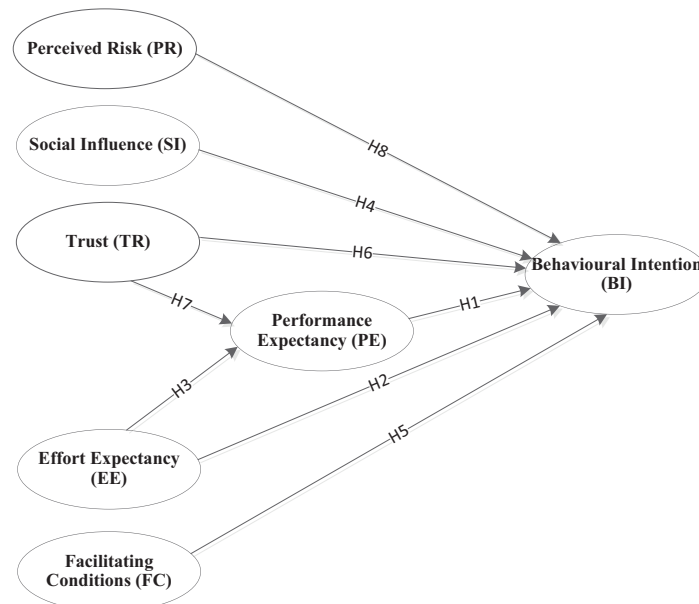 Perceived Risk (PR)
H8
Social Influence (SI)
H4
Trust (TR)
H6
Behavioural Intention
(BI)
H7
Performance
Expectancy (PE)
H1
H3
H2
Effort Expectancy
(EE)
H5
Facilitating
Conditions (FC)